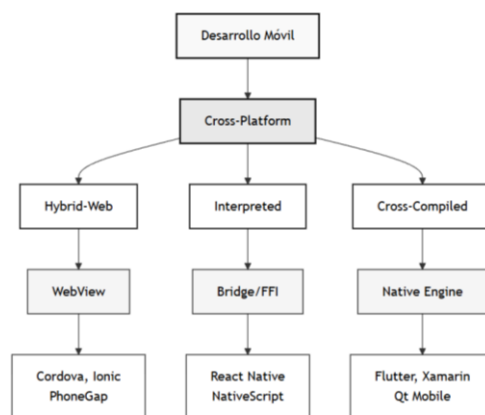 Desarrollo Móvil
Cross-Platform
Hybrid-Web
Interpreted
Cross-Compiled
WebView
Bridge/FFI
Native Engine
Cordova, Ionic
PhoneGap
React Native
NativeScript
Flutter, Xamarin
Qt Mobile